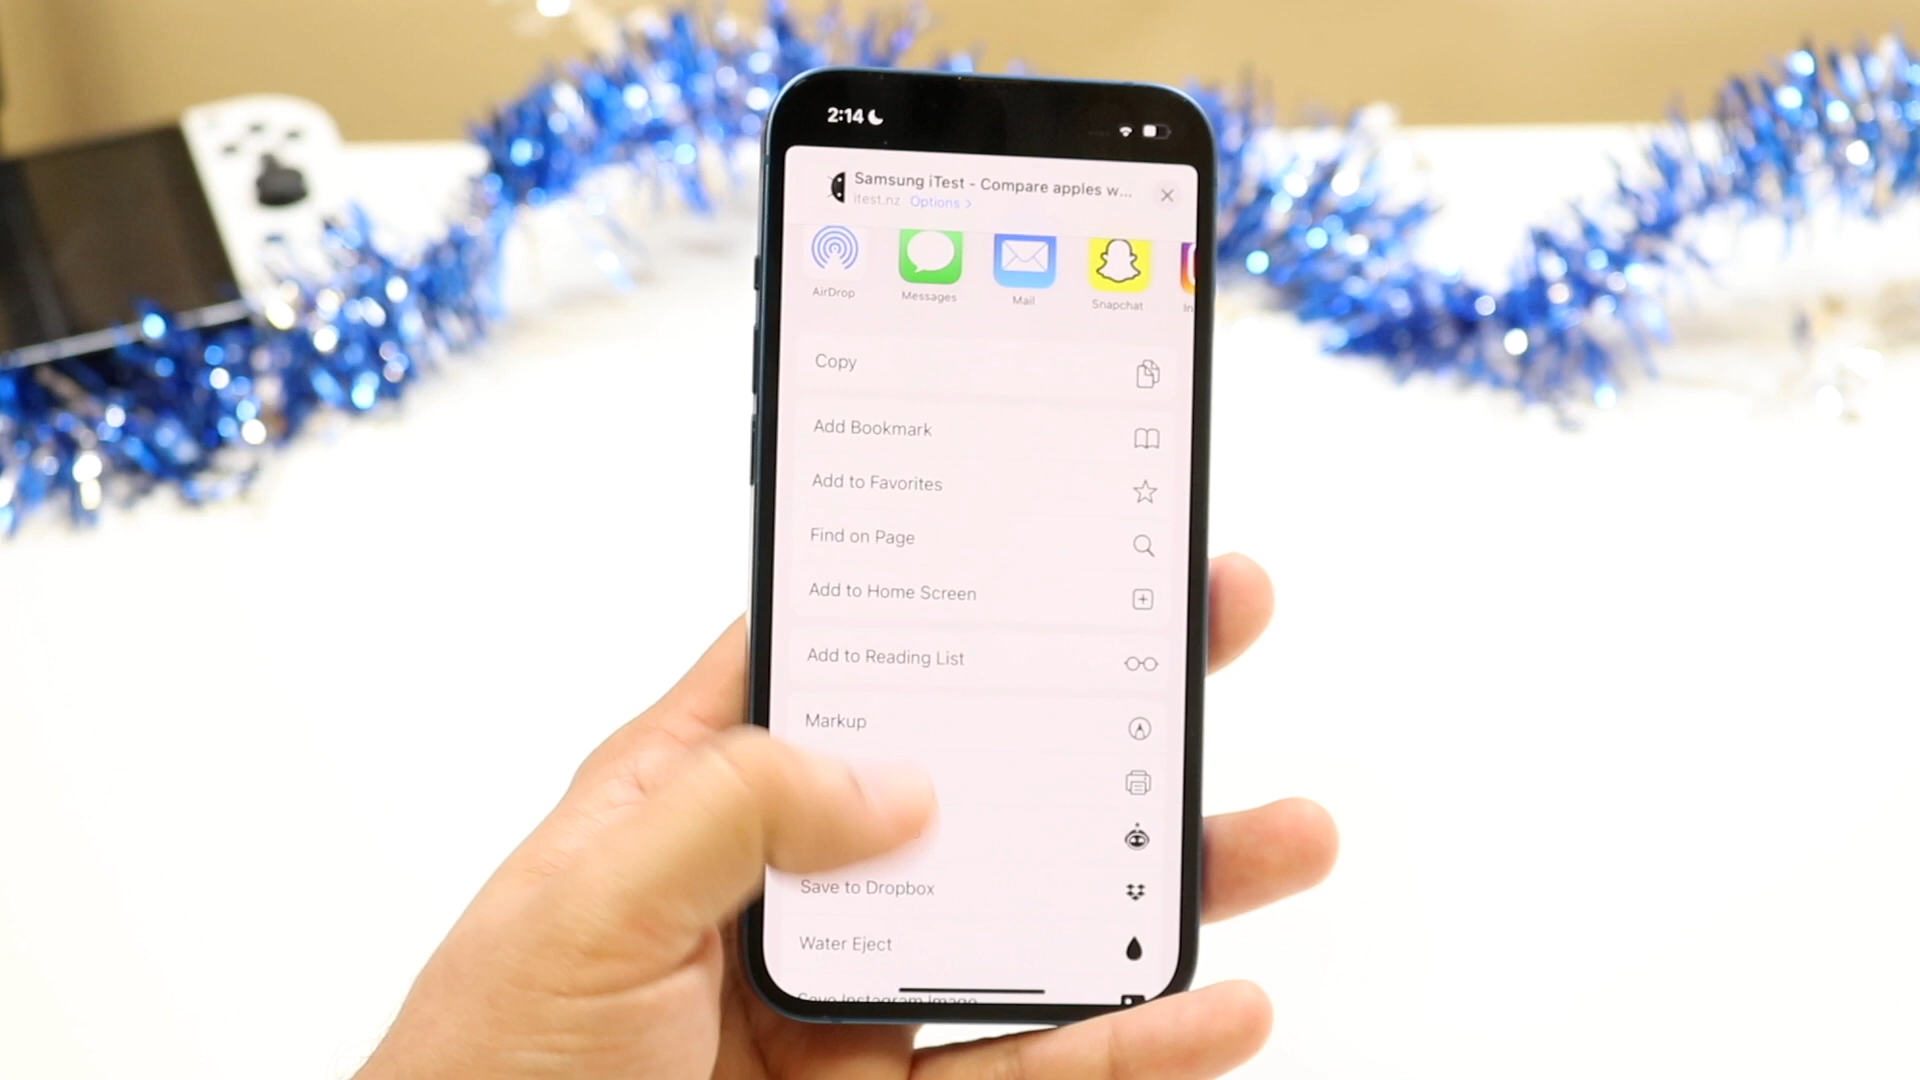 2:14
Samsung iTest - Compare apples w...
itest.nz Options >
AirDrop
Messages
Mail
Snapchat
In
Copy
Add Bookmark
Add to Favorites
Find on Page
Add to Home Screen
Add to Reading List
Markup
Save to Dropbox
Water Eject
Save Instagram Image